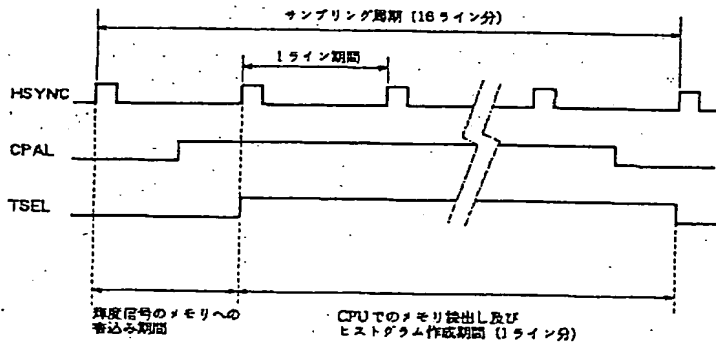 サンプリング周期（16ライン分）
1ライン期間
HSYNC
CPAL
TSEL
輝度信号のメモリへの
書込み期間
CPUでのメモリ読出し及び
ヒストグラム作成期間（1ライン分）